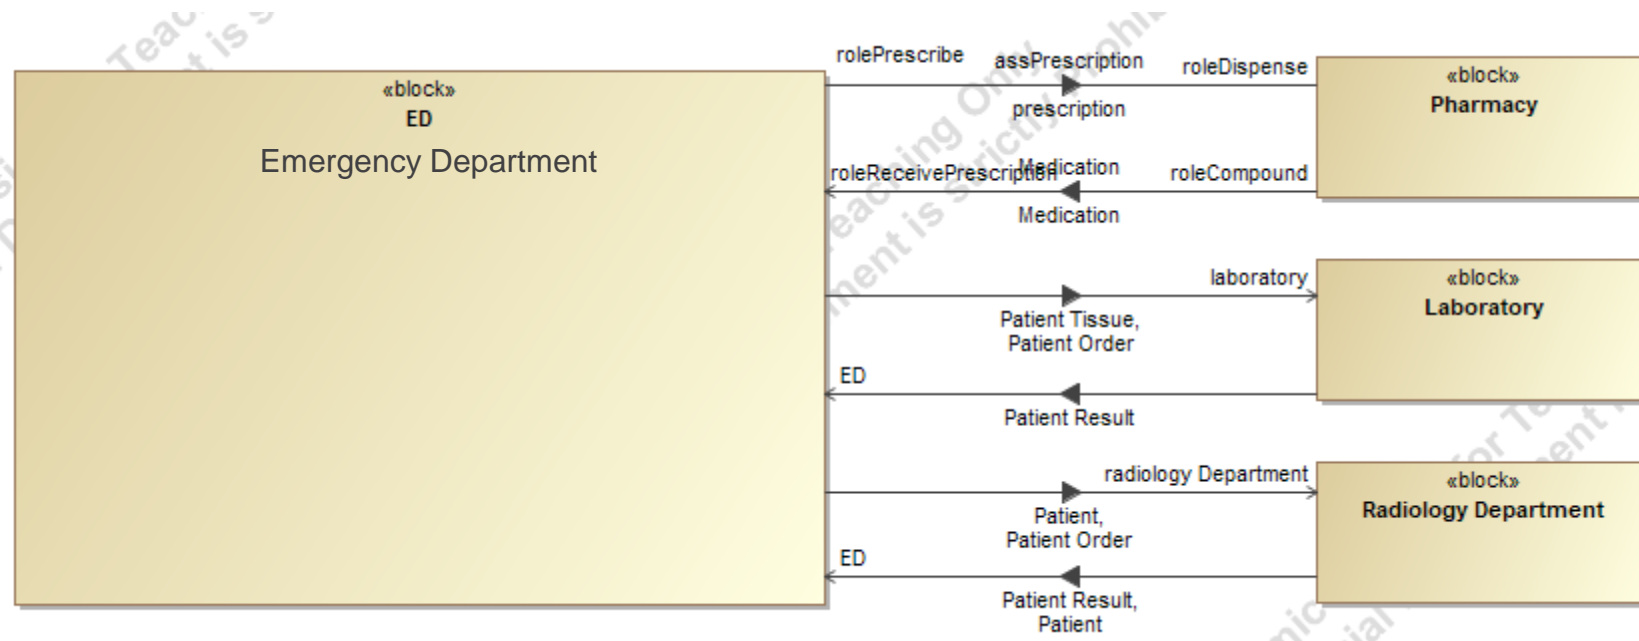 «block»
ED
Emergency Department
rolePrescribe
assPrescription
roleDispense
prescription
roleReceivePrescription
Medication
roleCompound
Medication
«block»
Pharmacy
laboratory
Patient Tissue,
Patient Order
ED
Patient Result
«block»
Laboratory
radiology Department
Patient,
Patient Order
ED
Patient Result,
Patient
«block»
Radiology Department